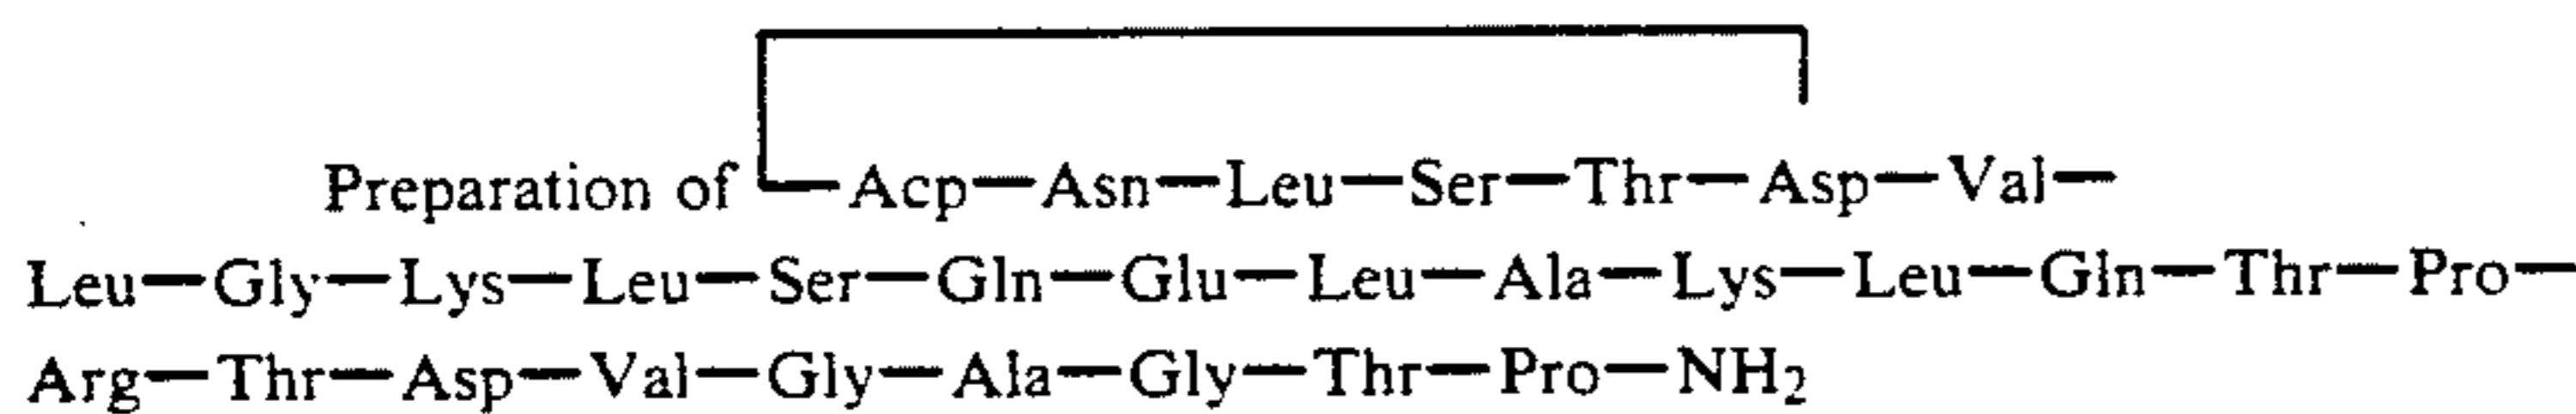 Preparation of Acp—Asn—Leu—Ser—Thr—Asp—Val—
Leu—Gly—Lys—Leu—Ser—Gln—Glu—Leu—Ala—Lys—Leu—Gln—Thr—Pro—
Arg—Thr—Asp—Val—Gly—Ala—Gly—Thr—Pro—NH₂